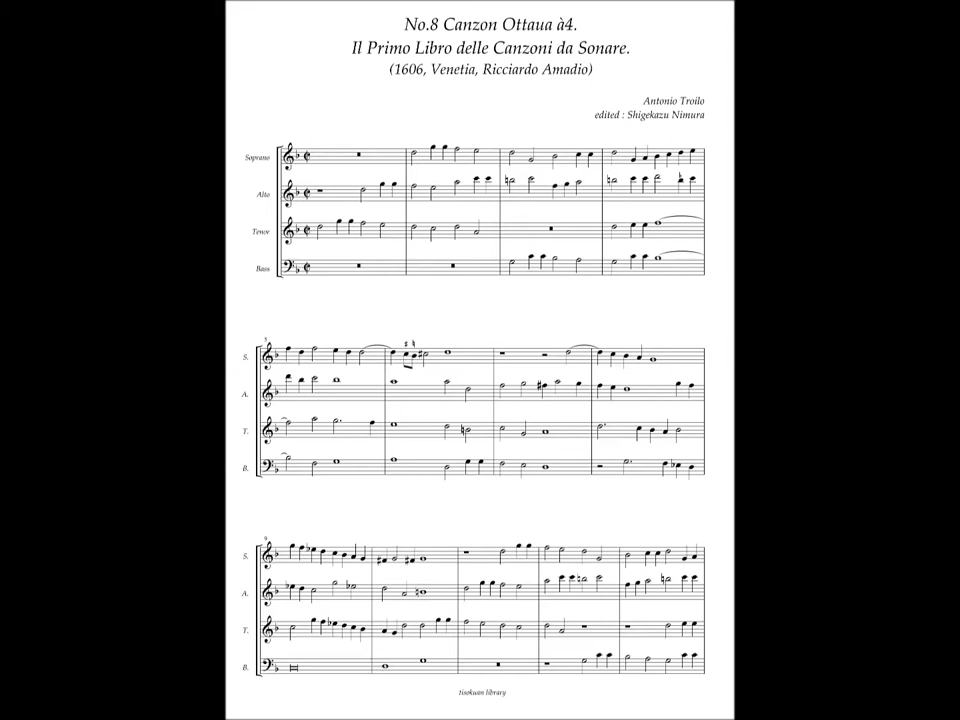 No.8 Canzon Ottaua à4.
Il Primo Libro delle Canzoni da Sonare.
(1606, Venetia, Ricciardo Amadio)
Antonio Troilo
edited : Shigekazu Nimura
Soprano
Alto
Tenor
Bass
5
S.
A.
T.
B.
9
S.
A.
T.
B.
tisokuan library